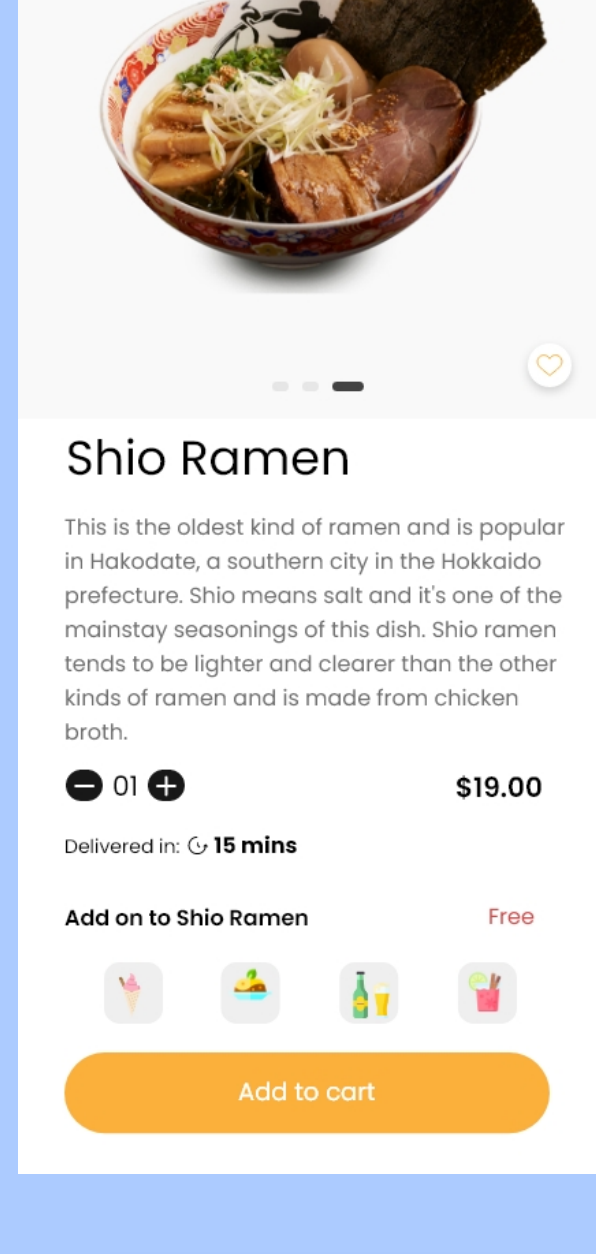 Shio Ramen
This is the oldest kind of ramen and is popular
in Hakodate, a southern city in the Hokkaido
prefecture. Shio means salt and it's one of the
mainstay seasonings of this dish. Shio ramen
tends to be lighter and clearer than the other
kinds of ramen and is made from chicken
broth.
01 $19.00
Delivered in: 15 mins
Add on to Shio Ramen Free
Add to cart